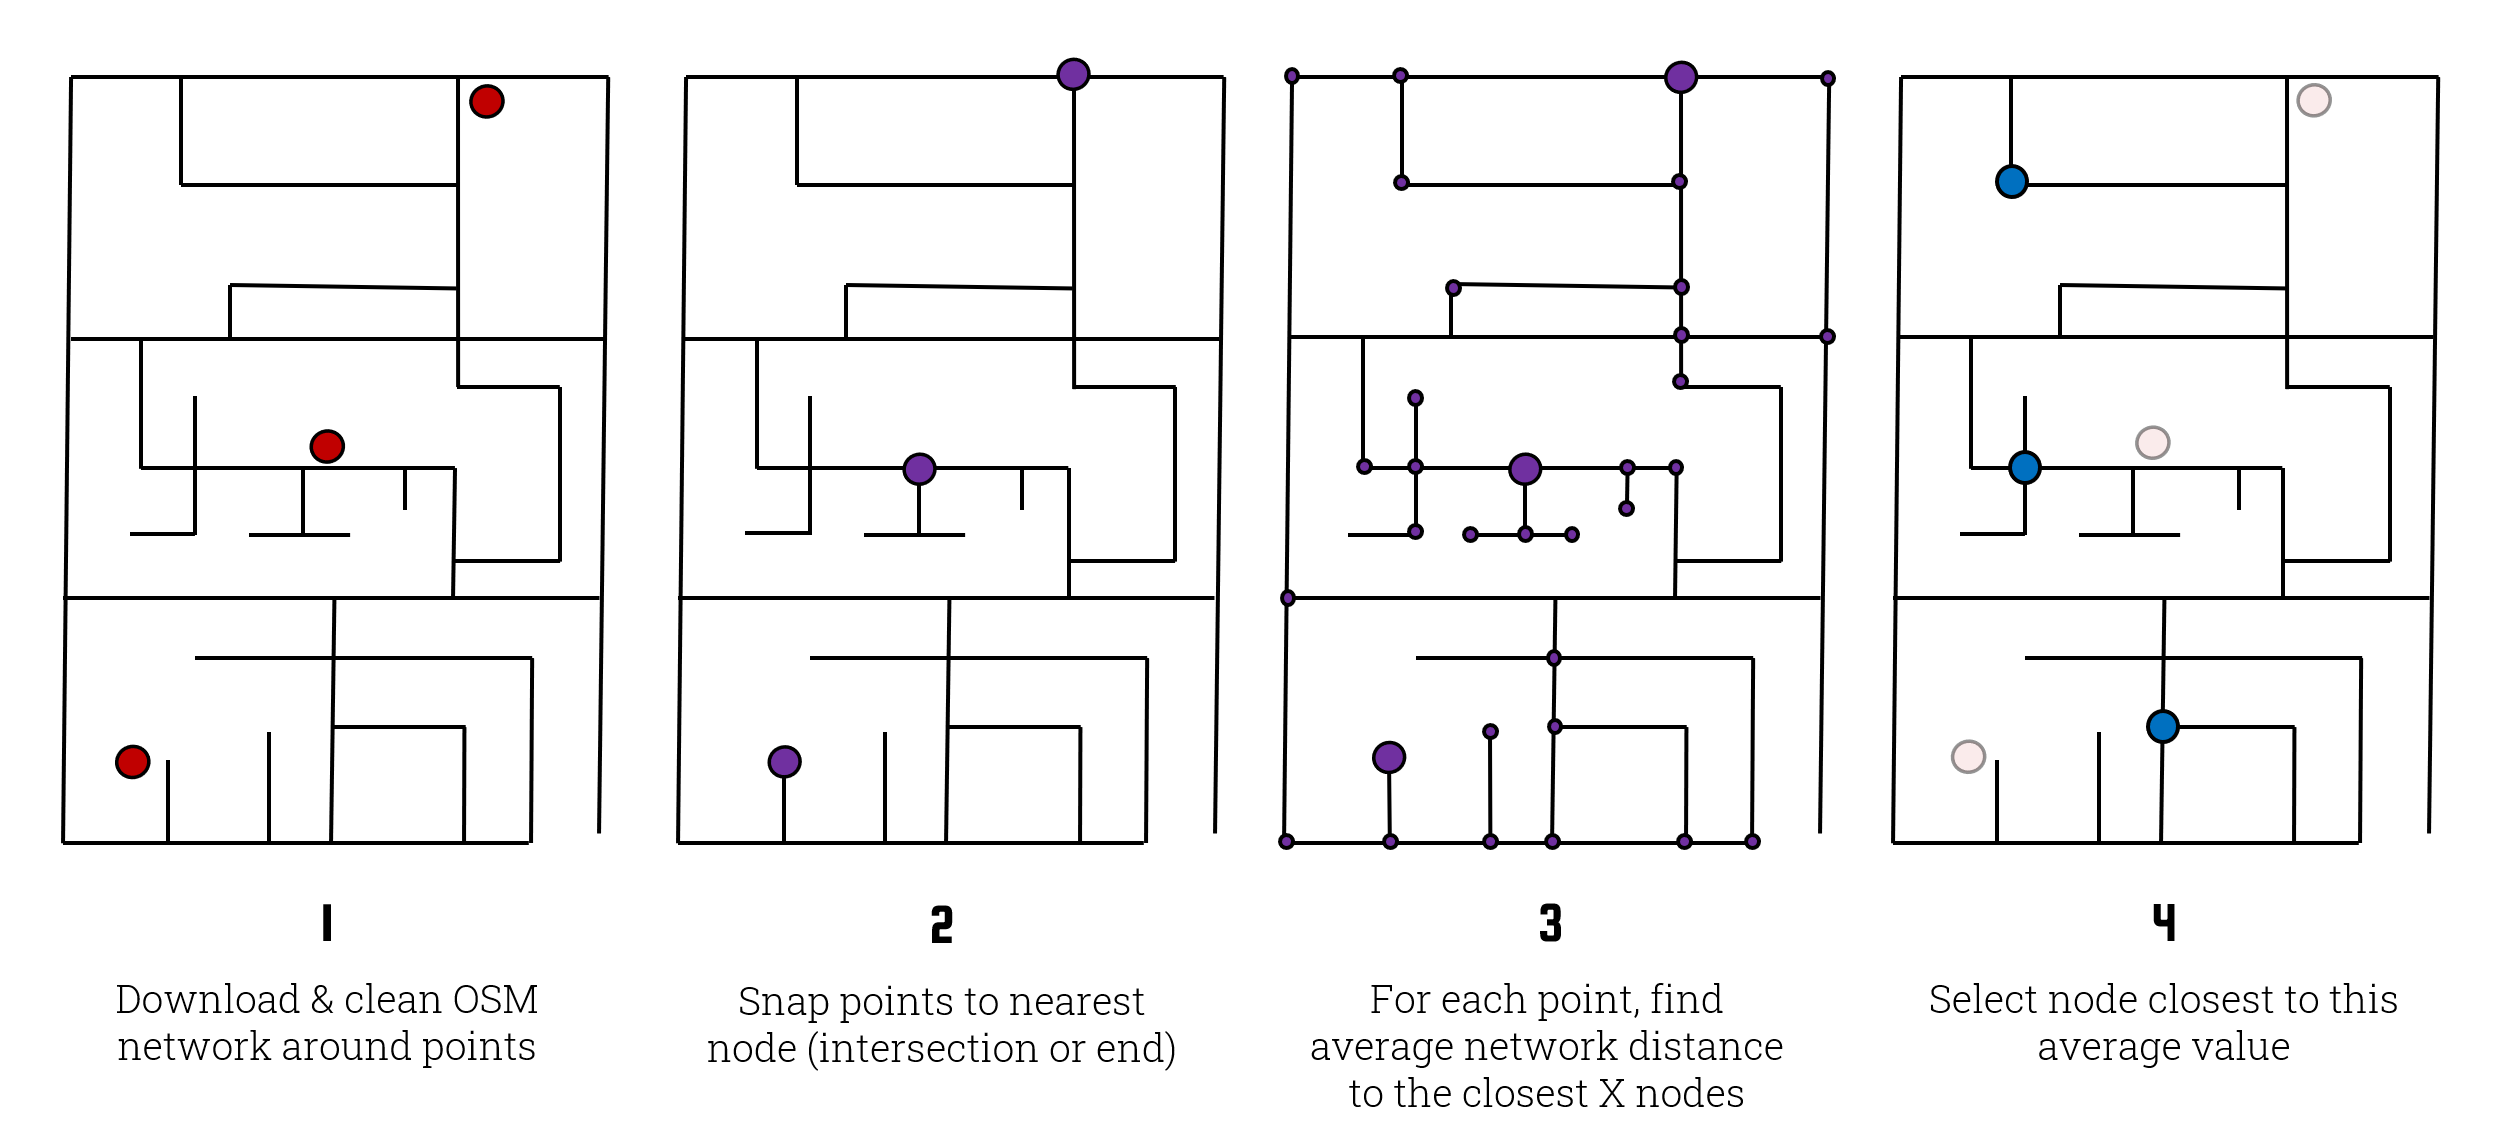 1
Download & clean OSM
network around points
2
Snap points to nearest
node (intersection or end)
3
For each point, find
average network distance
to the closest X nodes
4
Select node closest to this
average value